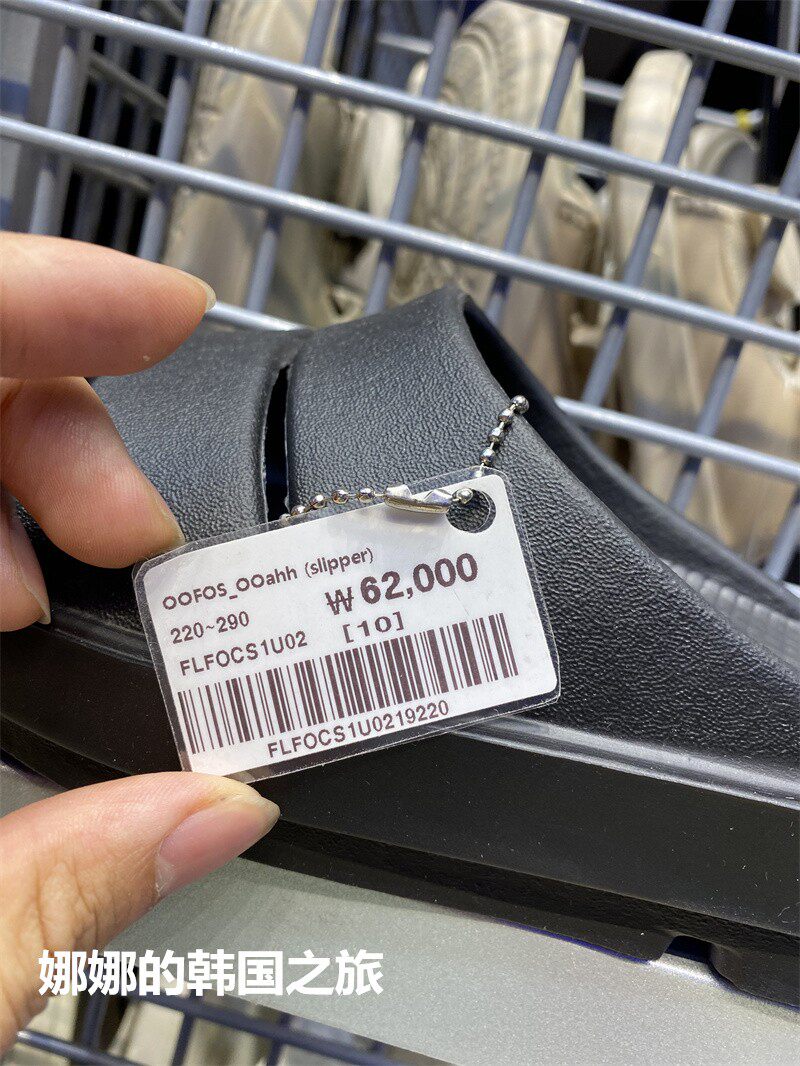 OOFOS_OOahh (slipper)
220~290
₩62,000
FLFOCS1U02
[10]
FLFOCS1U0219220
娜娜的韩国之旅